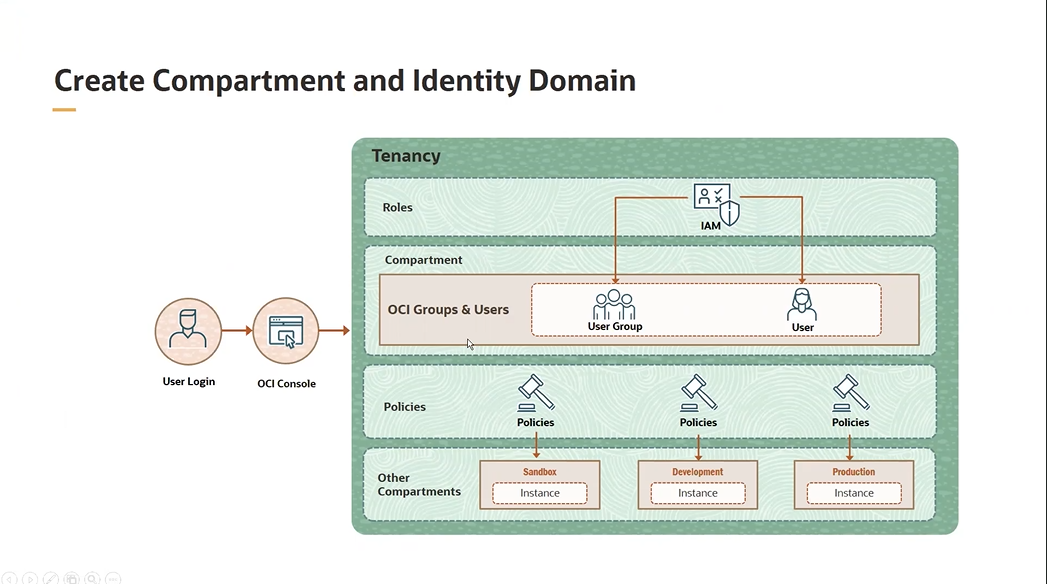 Create Compartment and Identity Domain
Tenancy
Roles
IAM
Compartment
OCI Groups & Users
User Group
User
User Login
OCI Console
Policies
Policies
Policies
Policies
Other
Compartments
Sandbox
Instance
Development
Instance
Production
Instance